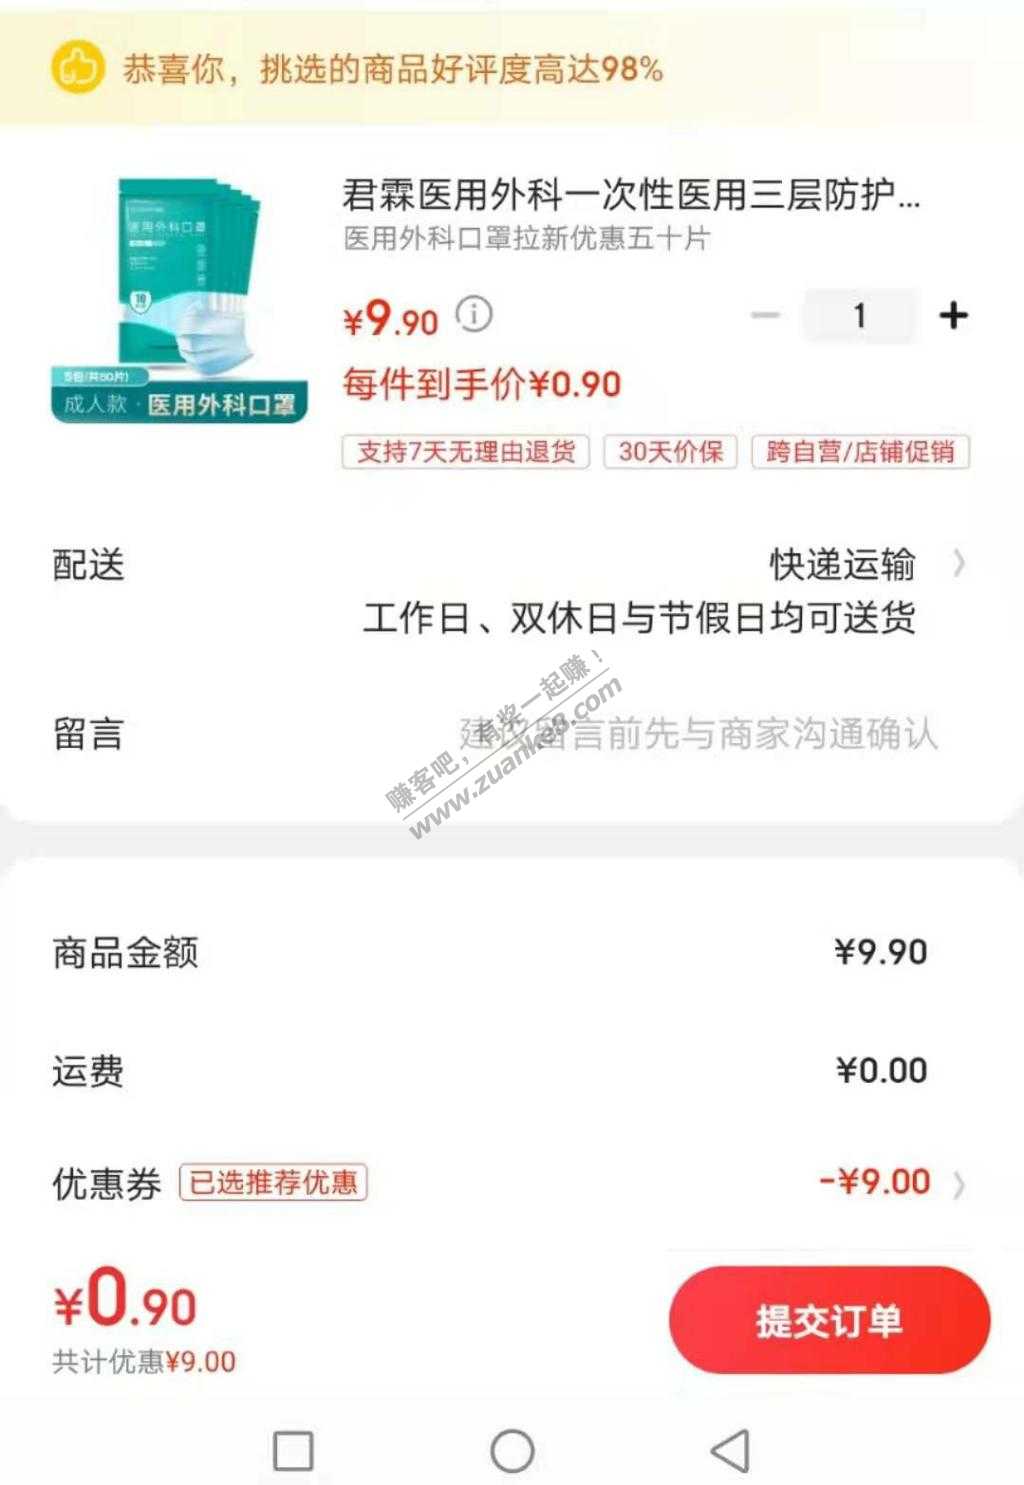 恭喜你，挑选的商品好评度高达98%
君霖医用外科一次性医用三层防护...
医用外科口罩拉新优惠五十片
医用外科口罩
10
5包(共50片)
成人款·医用外科口罩
¥9.90
1
每件到手价¥0.90
支持7天无理由退货
30天价保
跨自营/店铺促销
配送
快递运输
工作日、双休日与节假日均可送货
留言
建议留言前先与商家沟通确认
赚客吧，有奖一起赚！
www.zuanke8.com
商品金额
¥9.90
运费
¥0.00
优惠券
已选推荐优惠
-¥9.00
¥0.90
共计优惠¥9.00
提交订单